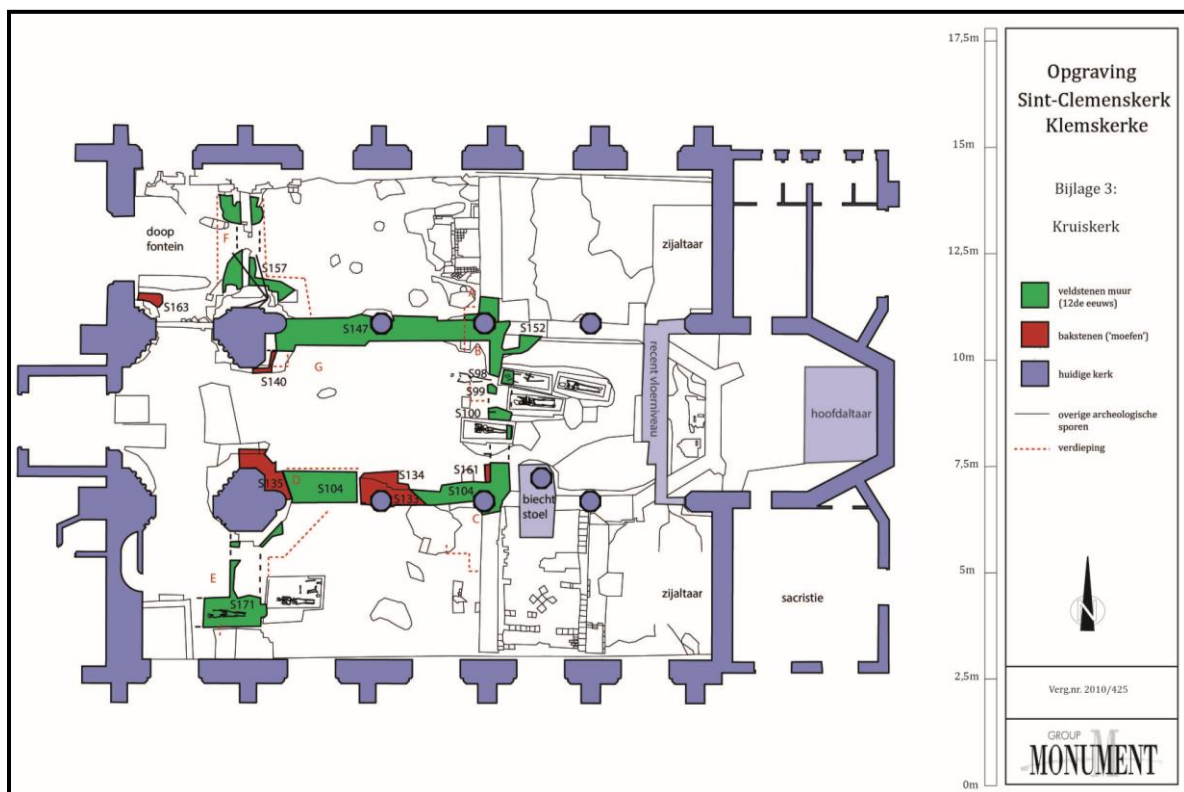 17,5m
15m
12,5m
10m
7,5m
5m
2,5m
0m
Opgraving
Sint-Clemenskerk
Klemskerke
Bijlage 3:
Kruiskerk
veldstenen muur
(12de eeuws)
bakstenen ('moefen')
huidige kerk
overige archeologische
sporen
verdieping
N
Verg.nr. 2010/425
GROUP
M
MONUMENT
doop
fontein
F
S157
S163
zijaltaar
A
S147
S152
B
G
S140
S98
S99
S100
recent vloerniveau
hoofdaltaar
S135
D
S104
S134
S133
S161
S104
C
biecht
stoel
E
S171
zijaltaar
sacristie